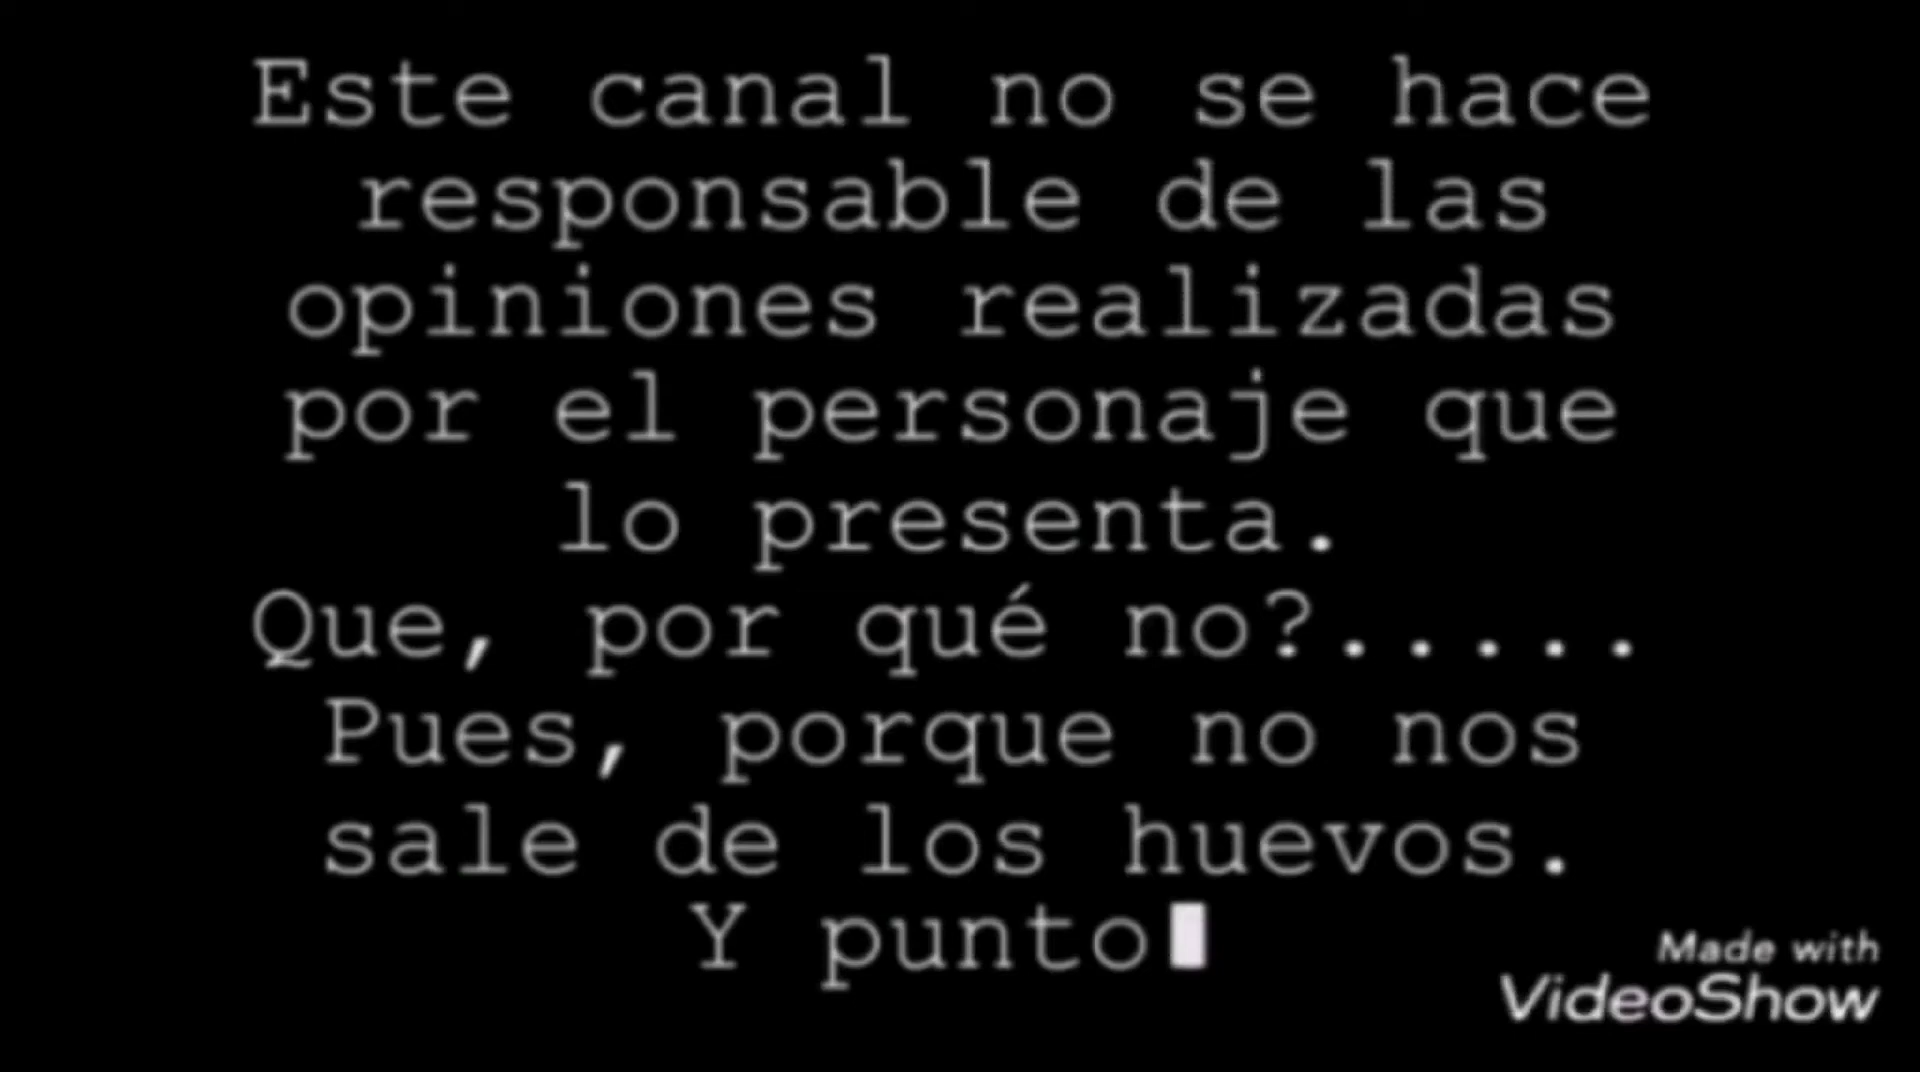 Este canal no se hace
responsable de las
opiniones realizadas
por el personaje que
lo presenta.
Que, por qué no?.....
Pues, porque no nos
sale de los huevos.
Y punto
Made with
VideoShow